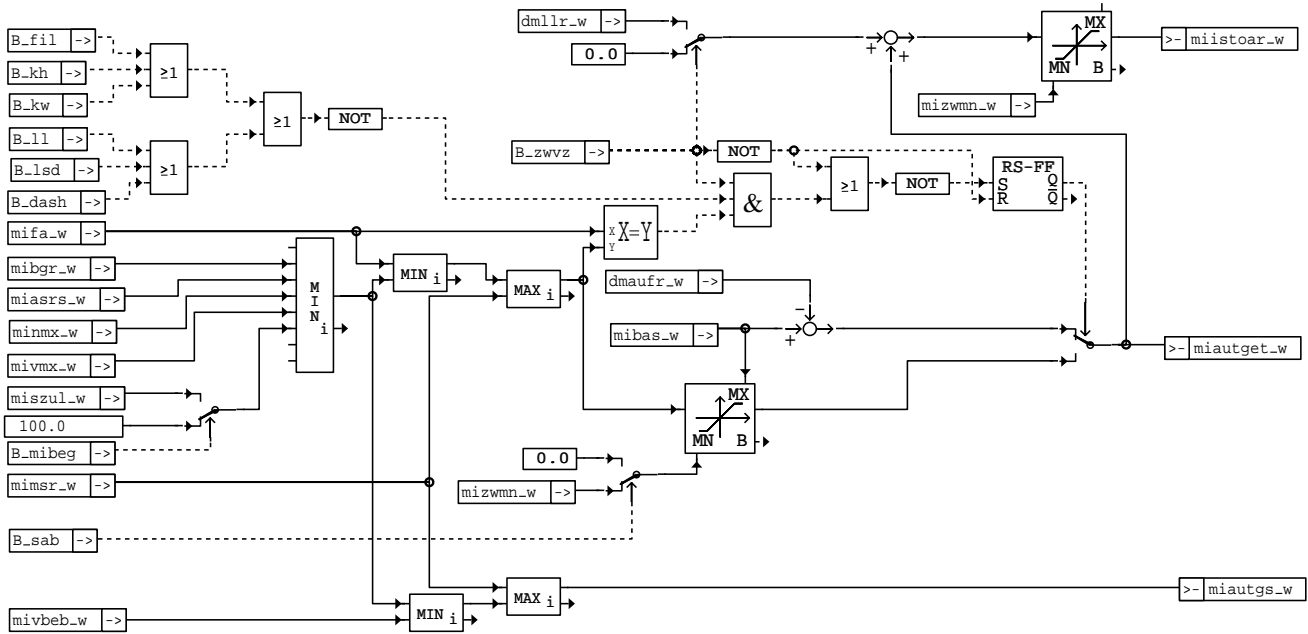 dmllr_w ->
0.0
MX
MN B
>- miistoar_w
mizwmn_w ->
+
+
B_fil ->
B_kh ->
B_kw ->
≥1
≥1
NOT
B_ll ->
B_lsd ->
B_dash ->
≥1
B_zwvz ->
NOT
&
≥1
NOT
RS-FF
S Q
R Q
mifa_w ->
X X=Y
Y
mibgr_w ->
miasrs_w ->
minmx_w ->
mivmx_w ->
miszul_w ->
100.0
B_mibeg ->
mimsr_w ->
M
I
N
i
MIN i
MAX i
dmaufr_w ->
mibas_w ->
-
+
>- miautget_w
MX
MN B
0.0
mizwmn_w ->
B_sab ->
mivbeb_w ->
MIN i
MAX i
>- miautgs_w